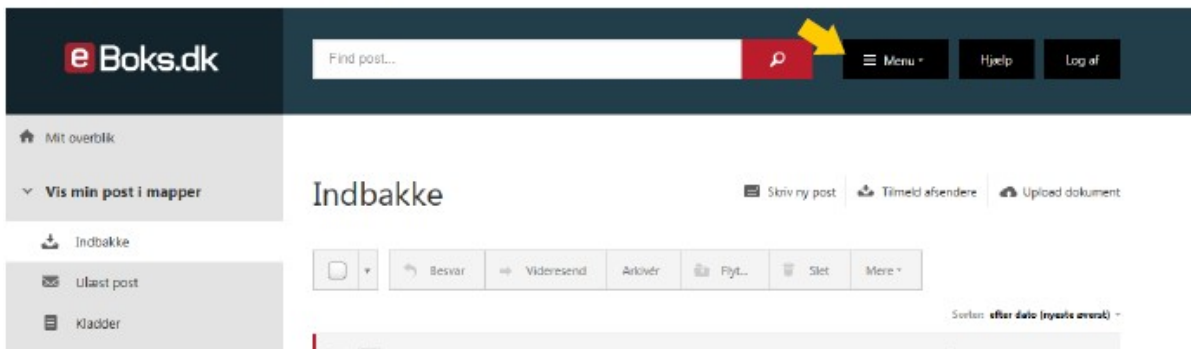 e Boks.dk
Find post...
Menu
Hjælp
Log af
Mit overblik
Vis min post i mapper
Indbakke
Ulæst post
Kladder
Indbakke
Skriv ny post
Tilmeld afsendere
Upload dokument
Besvar
Videresend
Arkivér
Flyt...
Slet
Mere
Sorter: efter dato (nyeste øverst)